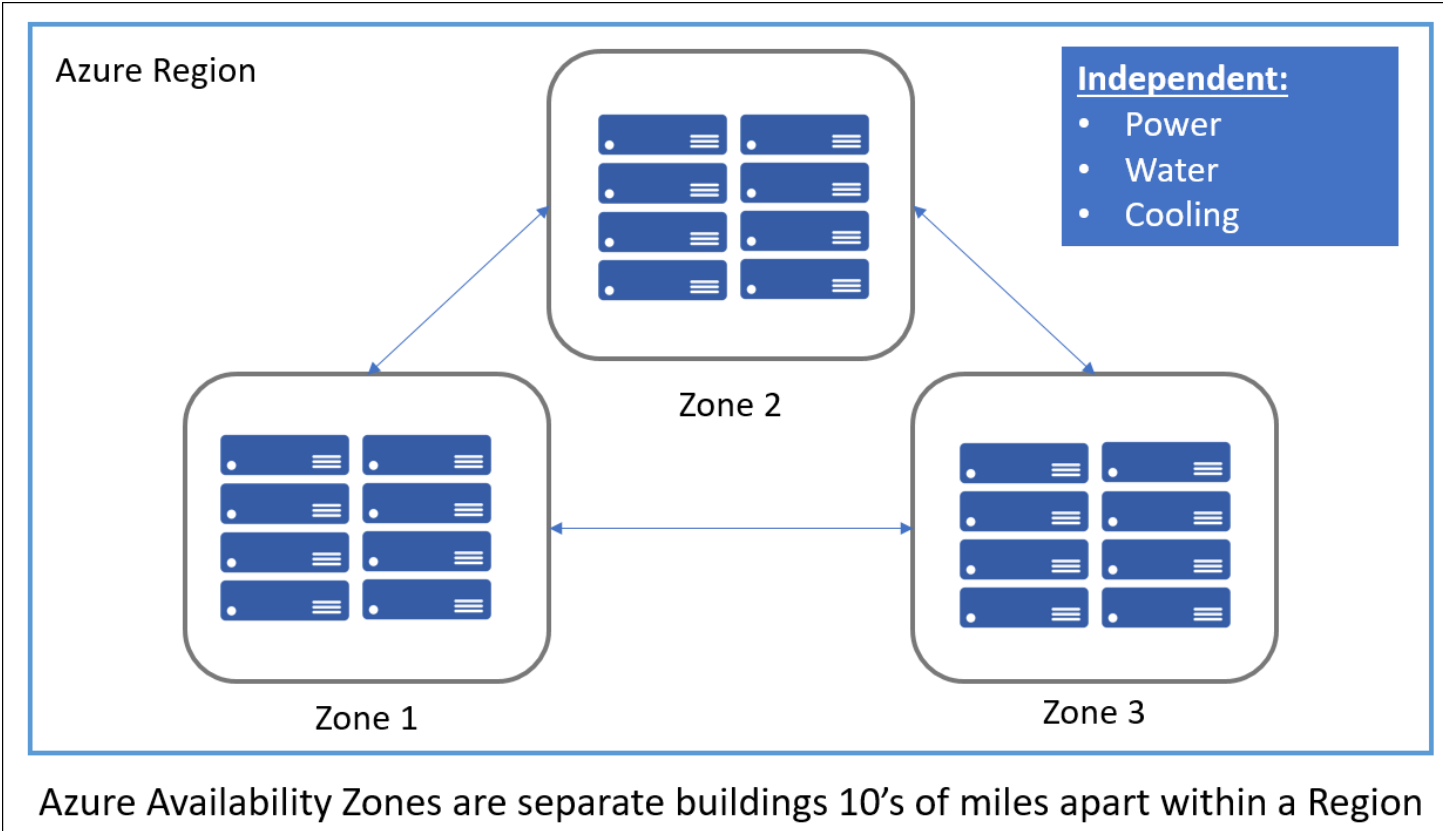 Azure Region
Independent:
• Power
• Water
• Cooling
Zone 2
Zone 1
Zone 3
Azure Availability Zones are separate buildings 10’s of miles apart within a Region